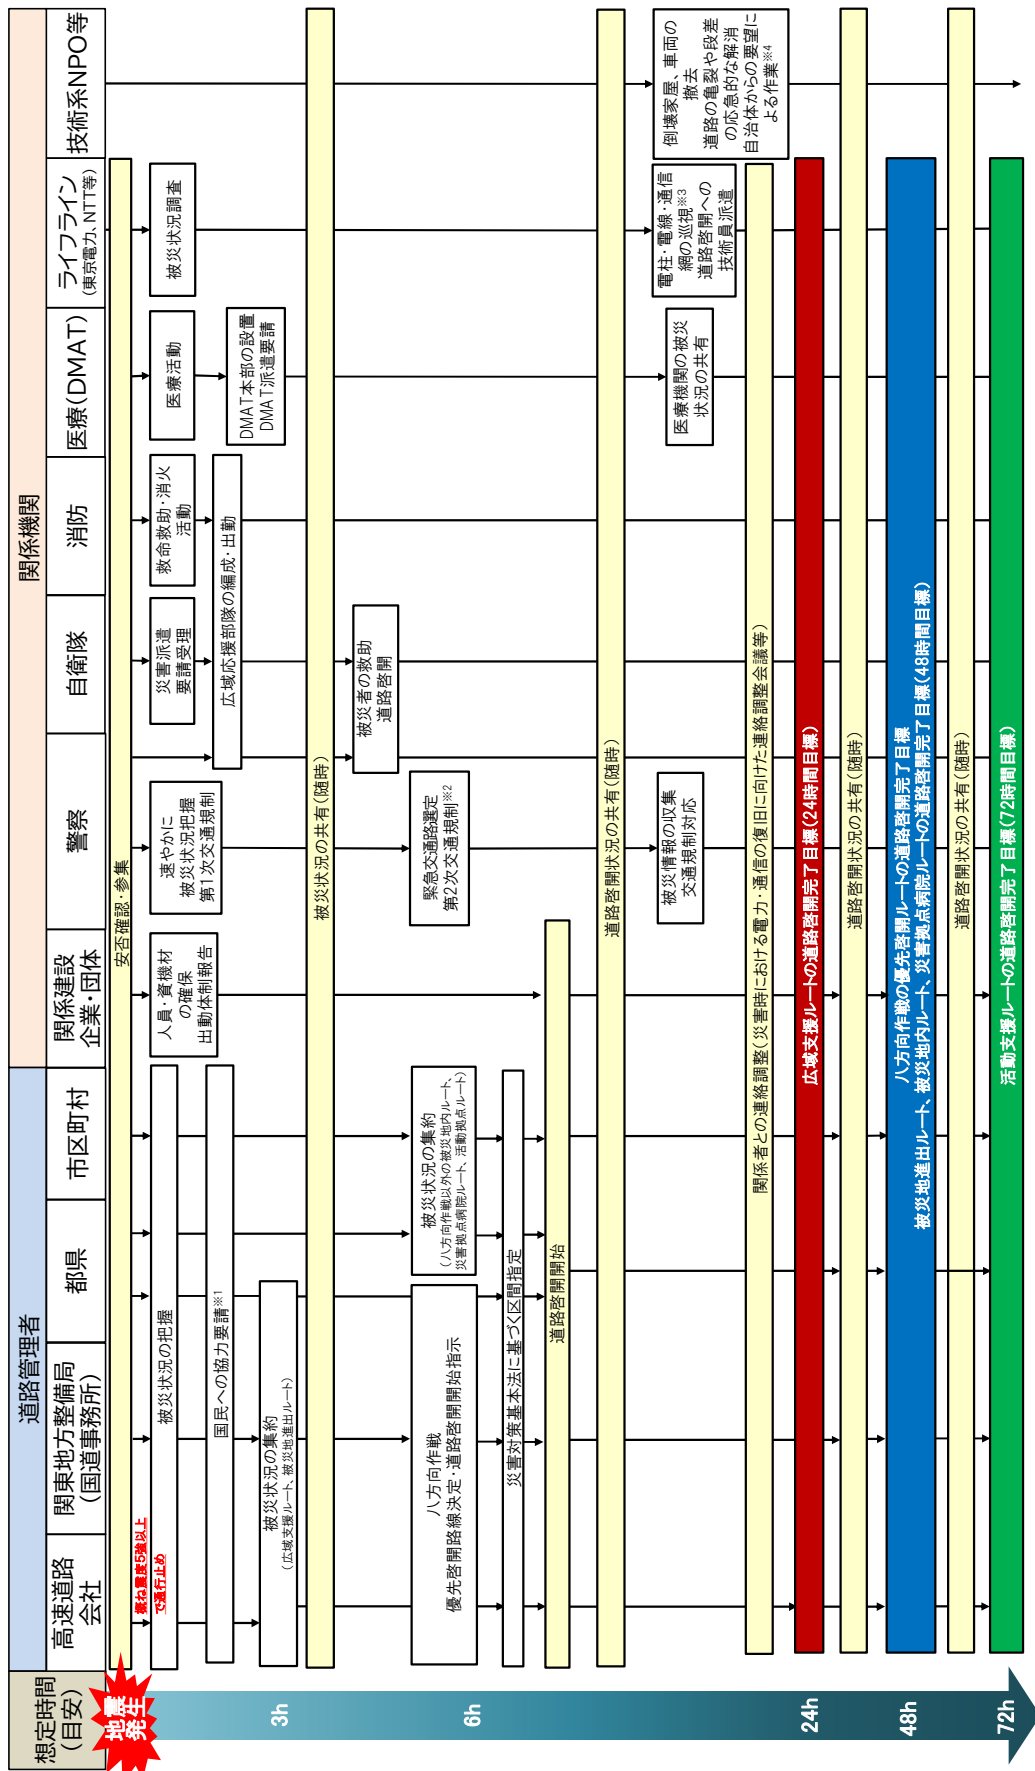 想定時間
（目安）
道路管理者
関係機関
高速道路
会社
関東地方整備局
（国道事務所）
都県
市区町村
関係建設
企業・団体
警察
自衛隊
消防
医療（DMAT）
ライフライン
（東京電力、NTT等）
技術系NPO等
地震
発生
安否確認・参集
概ね震度5強以上
で通行止め
被災状況の把握
人員・資機材
の確保
出動体制報告
速やかに
被災状況把握
第1次交通規制
災害派遣
要請受理
救命救助・消火
活動
医療活動
被災状況調査
国民への協力要請※1
広域応援部隊の編成・出動
DMAT本部の設置
DMAT派遣要請
3h
被災状況の集約
（広域支援ルート、被災地進出ルート）
被災状況の共有（随時）
被災者の救助
道路啓開
6h
八方向作戦
優先啓開路線決定・道路啓開開始指示
被災状況の集約
（八方向作戦以外の被災地内ルート、
災害拠点病院ルート、活動拠点ルート）
緊急交通路選定
第2次交通規制※2
災害対策基本法に基づく区間指定
道路啓開開始
道路啓開状況の共有（随時）
被災情報の収集
交通規制対応
医療機関の被災
状況の共有
電柱・電線・通信
網の巡視※3
道路啓開への
技術員派遣
倒壊家屋、車両の
撤去
道路の亀裂や段差
の応急的な解消
自治体からの要望に
よる作業※4
関係者との連絡調整（災害時における電力・通信の復旧に向けた連絡調整会議等）
24h
広域支援ルートの道路啓開完了目標（24時間目標）
道路啓開状況の共有（随時）
48h
八方向作戦の優先啓開ルートの道路啓開完了目標
被災地進出ルート、被災地内ルート、災害拠点病院ルートの道路啓開完了目標（48時間目標）
道路啓開状況の共有（随時）
72h
活動支援ルートの道路啓開完了目標（72時間目標）